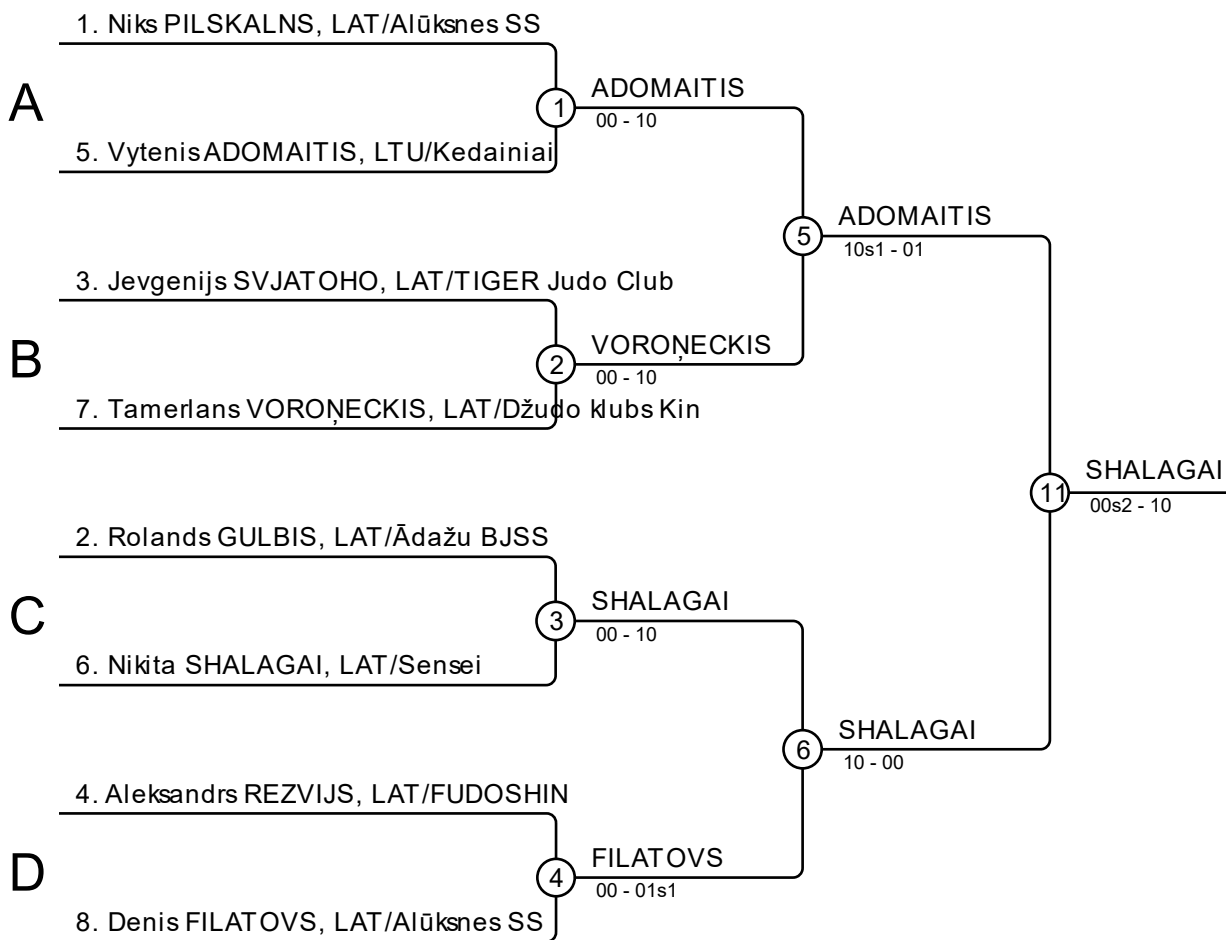 1. Niks PILSKALNS, LAT/Alūksnes SS
A
1
ADOMAITIS
00 - 10
5. Vytenis ADOMAITIS, LTU/Kedainiai
5
ADOMAITIS
10s1 - 01
3. Jevgenijs SVJATOHO, LAT/TIGER Judo Club
B
2
VOROŅECKIS
00 - 10
7. Tamerlans VOROŅECKIS, LAT/Džudo klubs Kin
11
SHALAGAI
00s2 - 10
2. Rolands GULBIS, LAT/Ādažu BJSS
C
3
SHALAGAI
00 - 10
6. Nikita SHALAGAI, LAT/Sensei
6
SHALAGAI
10 - 00
4. Aleksandrs REZVIJS, LAT/FUDOSHIN
D
4
FILATOVS
00 - 01s1
8. Denis FILATOVS, LAT/Alūksnes SS